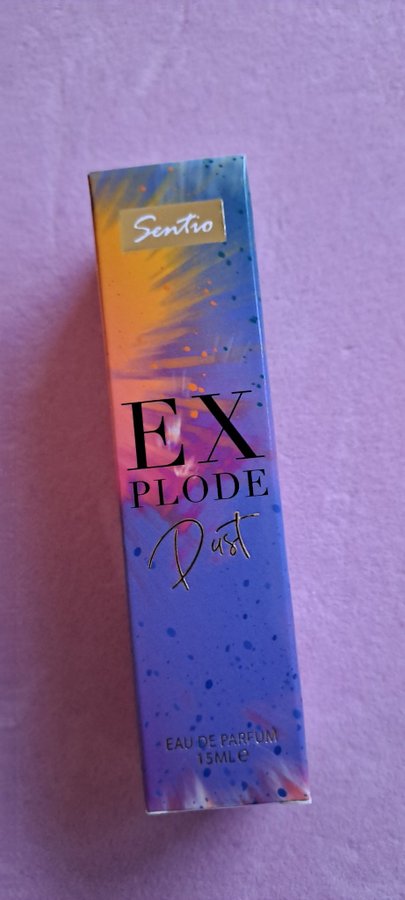 Sentio
EX
PLODE
Dust
EAU DE PARFUM
15ML ℮